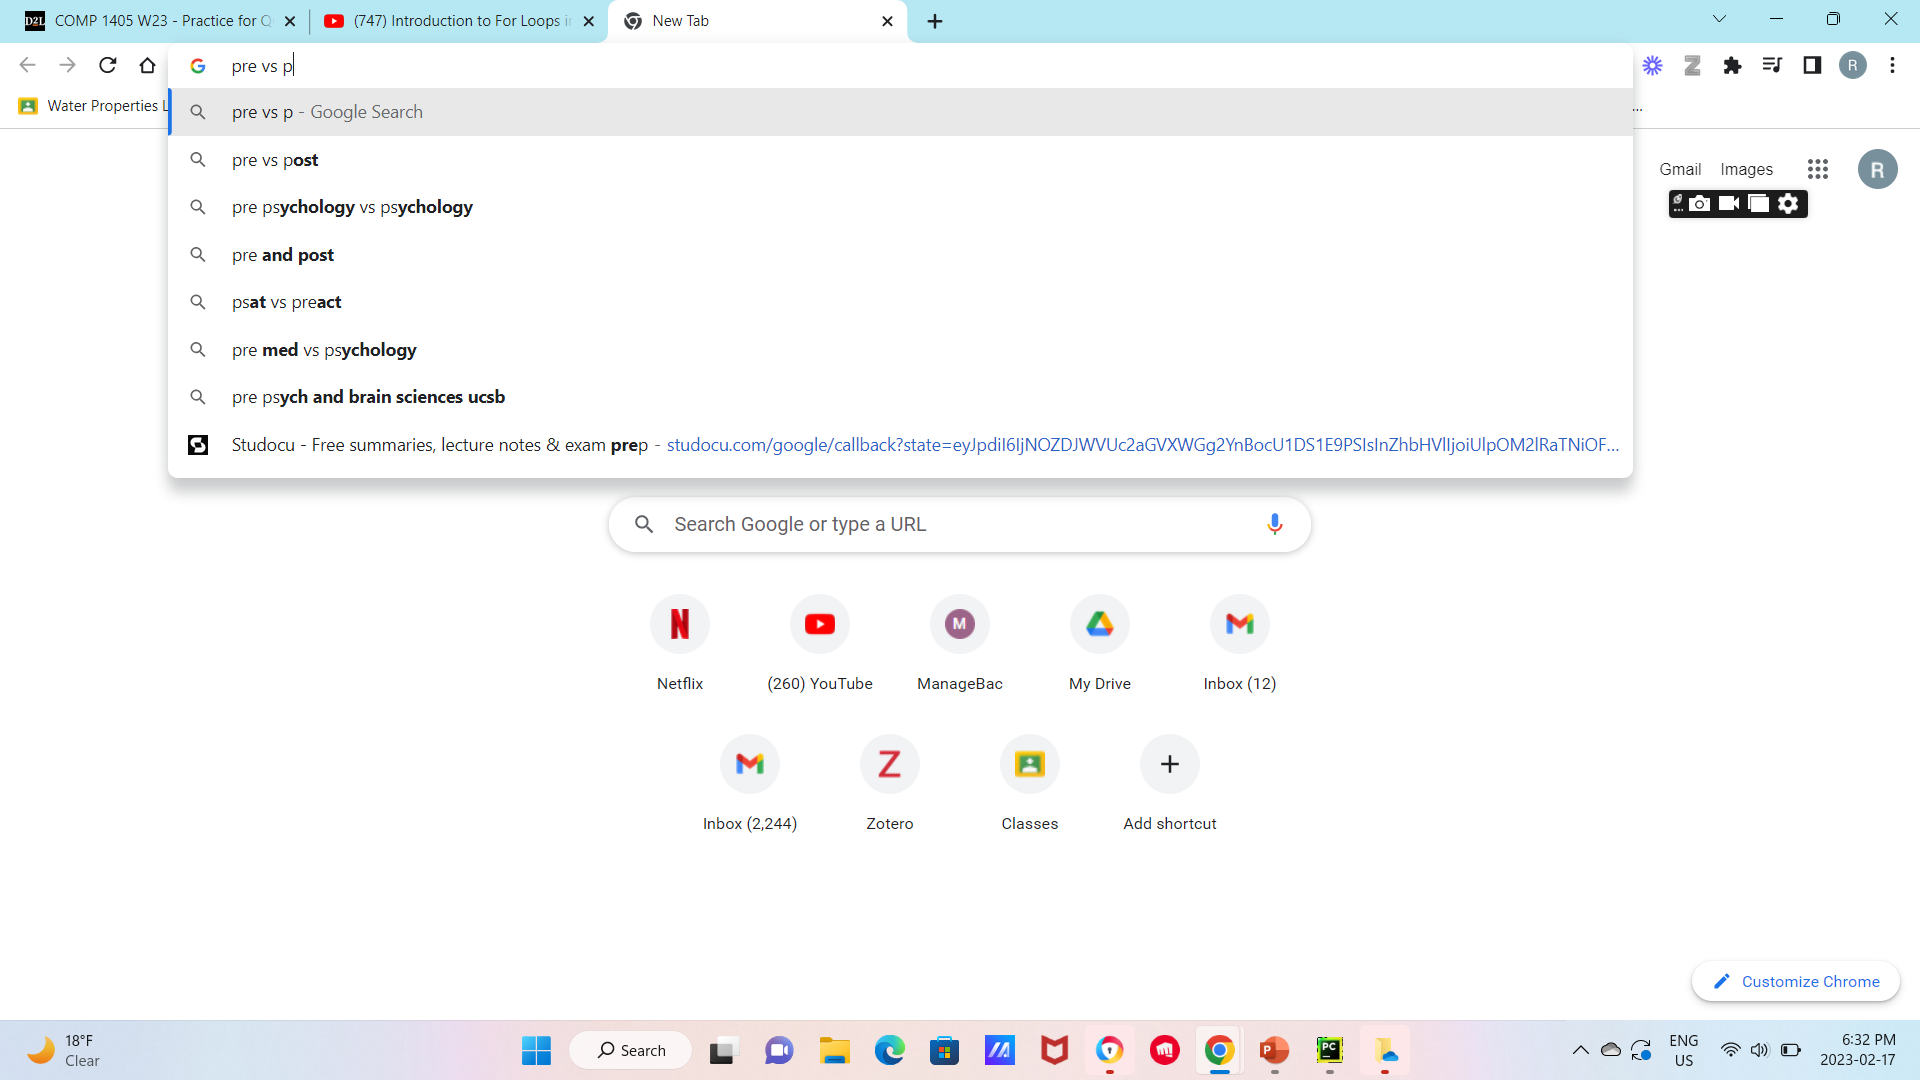 COMP 1405 W23 - Practice for Q
(747) Introduction to For Loops i
New Tab
pre vs p
R
Water Properties L
...
pre vs p - Google Search
pre vs post
pre psychology vs psychology
pre and post
psat vs preact
pre med vs psychology
pre psych and brain sciences ucsb
Studocu - Free summaries, lecture notes & exam prep - studocu.com/google/callback?state=
Gmail Images R
Search Google or type a URL
Netflix
(260) YouTube
ManageBac
My Drive
Inbox (12)
Inbox (2,244)
Zotero
Classes
Add shortcut
Customize Chrome
18°F
Clear
Search
ENG
US
6:32 PM
2023-02-17